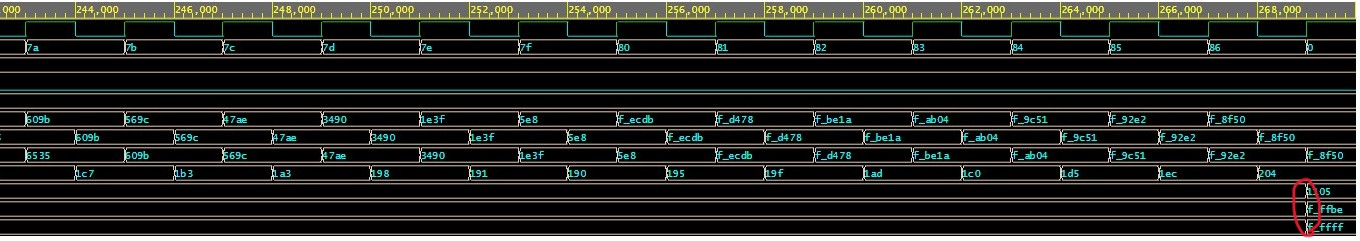 000 244,000 246,000 248,000 250,000 252,000 254,000 256,000 258,000 260,000 262,000 264,000 266,000 268,000
7a 7b 7c 7d 7e 7f 80 81 82 83 84 85 86 0
609b 569c 47ae 3490 1e3f 5e8 f_ecdb f_d478 f_be1a f_ab04 f_9c51 f_92e2 f_8f50
609b 569c 47ae 3490 1e3f 5e8 f_ecdb f_d478 f_be1a f_ab04 f_9c51 f_92e2 f_8f50
6535 609b 569c 47ae 3490 1e3f 5e8 f_ecdb f_d478 f_be1a f_ab04 f_9c51 f_92e2 f_8f50
1c7 1b3 1a3 198 191 190 195 19f 1ad 1c0 1d5 1ec 204
f_ffbe
f_ffff